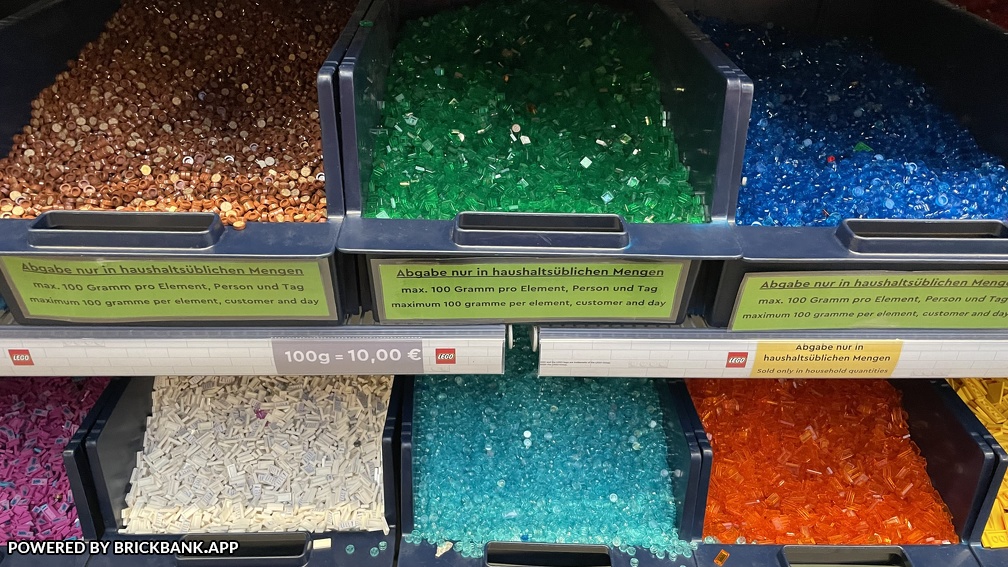 Abgabe nur in haushaltsüblichen Mengen
max. 100 Gramm pro Element, Person und Tag
maximum 100 gramme per element, customer and day
Abgabe nur in haushaltsüblichen Mengen
max. 100 Gramm pro Element, Person und Tag
maximum 100 gramme per element, customer and day
Abgabe nur in haushaltsüblichen Mengen
max. 100 Gramm pro Element, Person und Tag
maximum 100 gramme per element, customer and day
LEGO
100g = 10,00 €
LEGO
LEGO
Abgabe nur in
haushaltsüblichen Mengen
Sold only in household quantities
POWERED BY BRICKBANK.APP